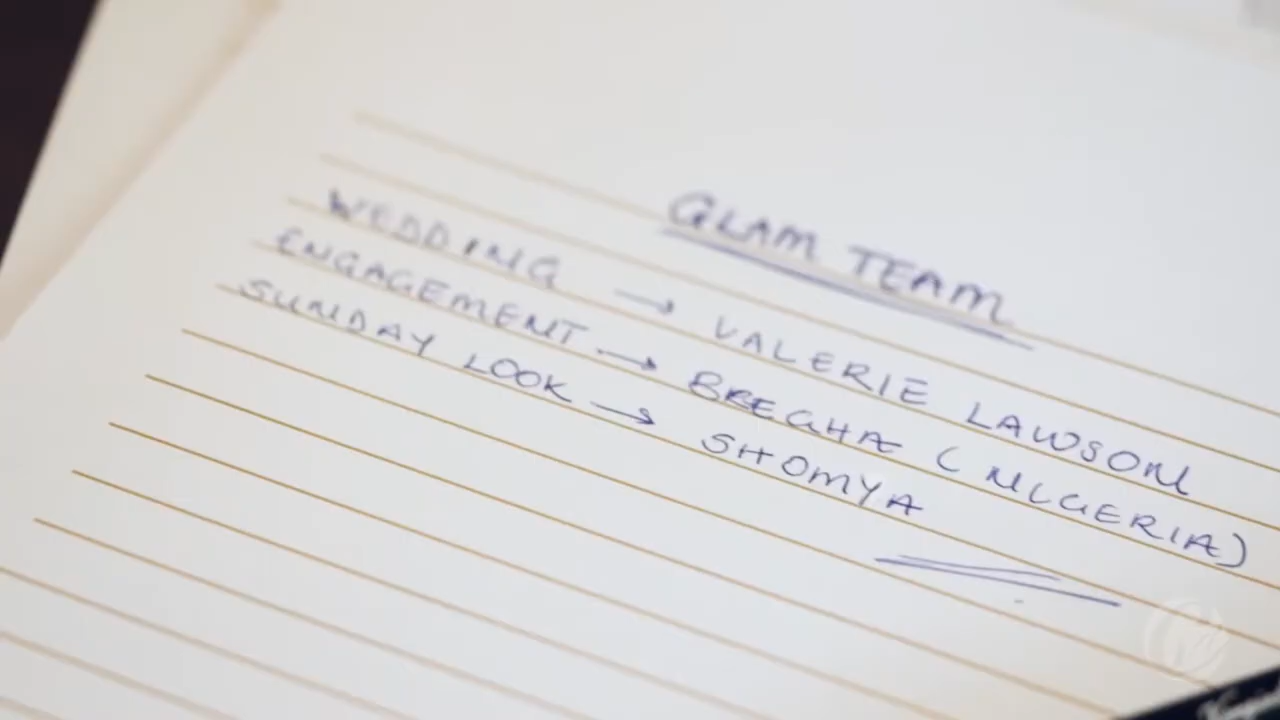 GLAM TEAM
WEDDING → VALERIE LAWSON
ENGAGEMENT → BREGHA (NIGERIA)
SUNDAY LOOK → SHOMYA